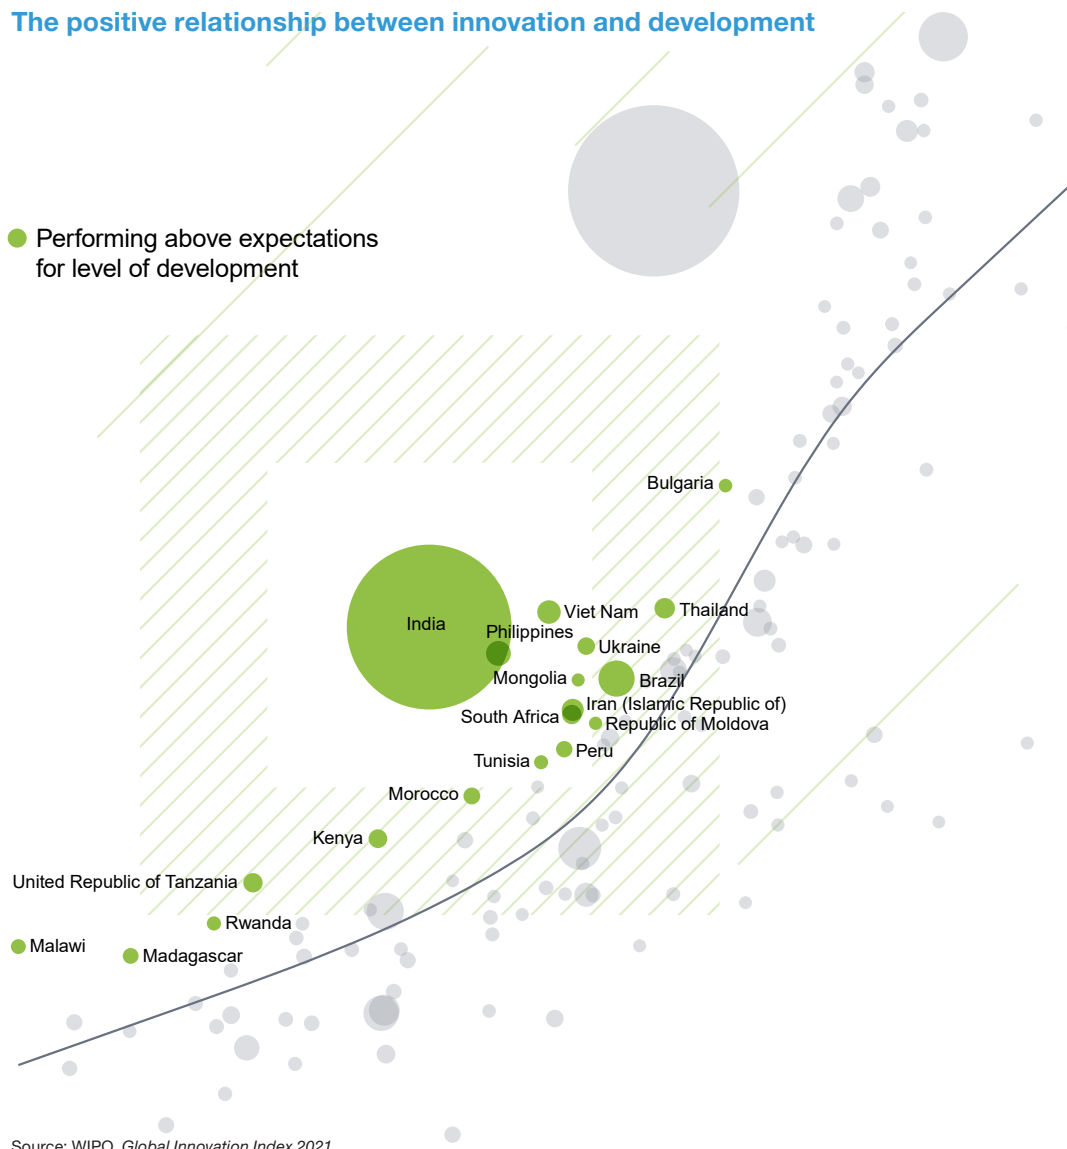 The positive relationship between innovation and development
Performing above expectations
for level of development
Bulgaria
India
Viet Nam
Thailand
Philippines
Ukraine
Mongolia
Brazil
Iran (Islamic Republic of)
South Africa
Republic of Moldova
Peru
Tunisia
Morocco
Kenya
United Republic of Tanzania
Rwanda
Malawi
Madagascar
Source: WIPO, Global Innovation Index 2021